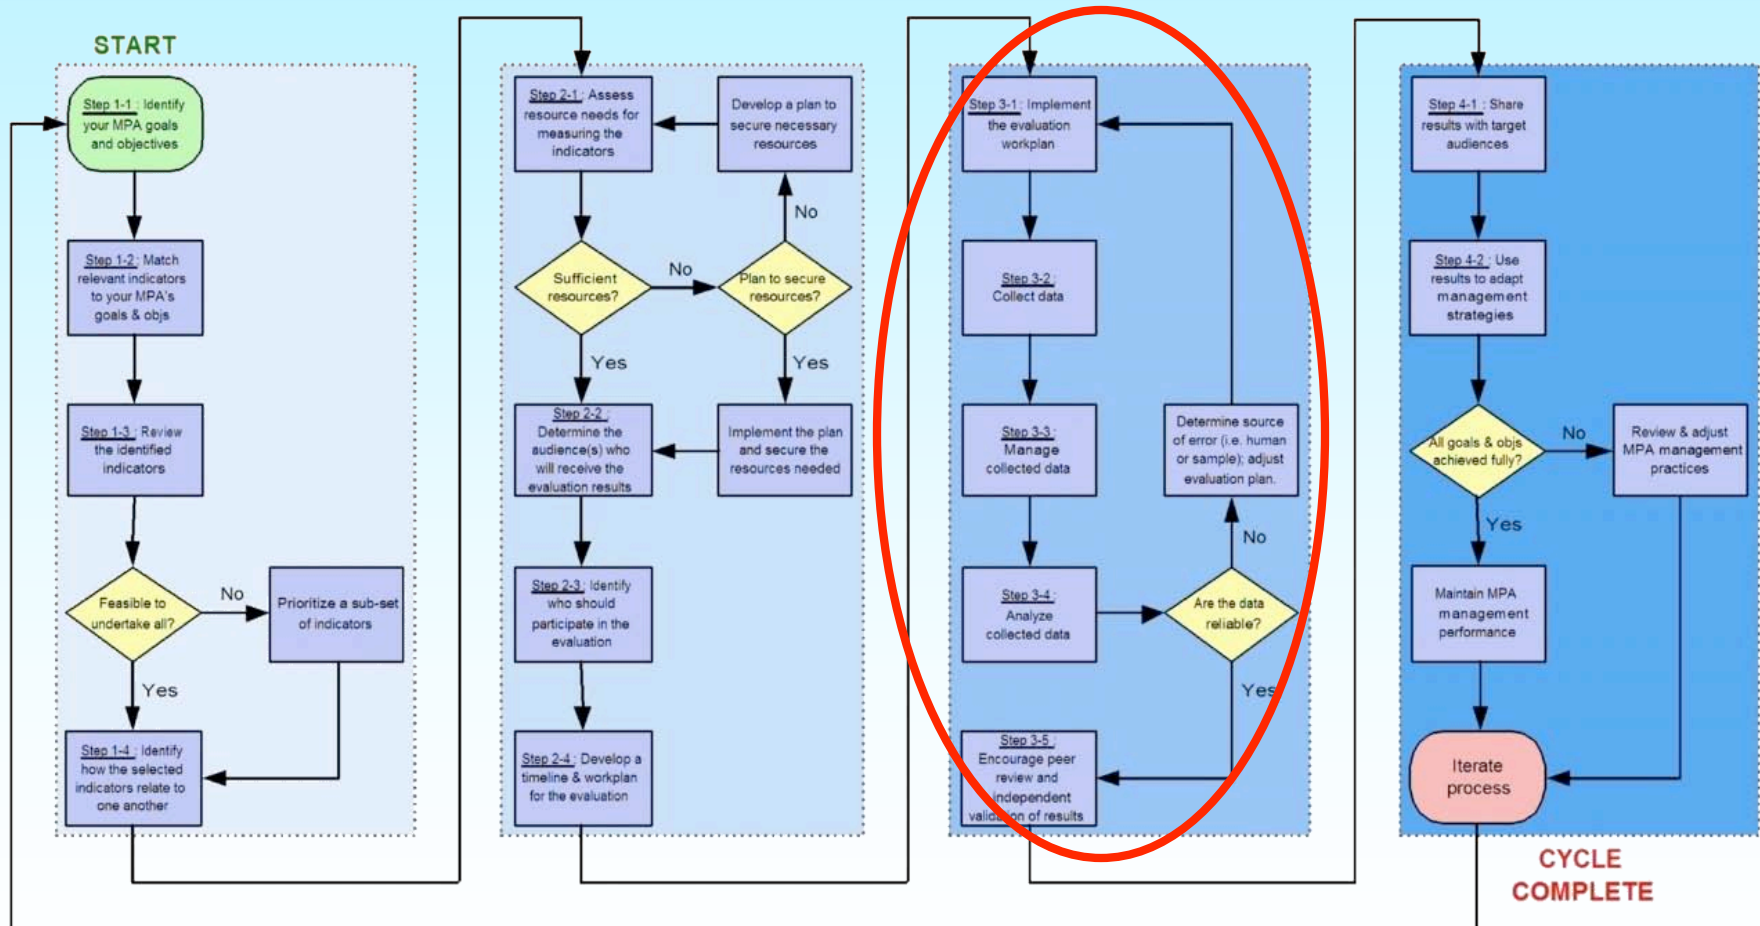 START
Step 1-1 : Identify
your MPA goals
and objectives
Step 1-2: Match
relevant indicators
to your MPA's
goals & objs
Step 1-3 : Review
the identified
indicators
Feasible to
undertake all?
No
Prioritize a sub-set
of indicators
Yes
Step 1-4 : Identify
how the selected
indicators relate to
one another
Step 2-1 : Assess
resource needs for
measuring the
indicators
Develop a plan to
secure necessary
resources
No
Sufficient
resources?
No
Plan to secure
resources?
Yes
Yes
Step 2-2 :
Determine the
audience(s) who
will receive the
evaluation results
Implement the plan
and secure the
resources needed
Step 2-3 : Identify
who should
participate in the
evaluation
Step 2-4 : Develop a
timeline & workplan
for the evaluation
Step 3-1: Implement
the evaluation
workplan
Step 3-2 :
Collect data
Step 3-3 :
Manage
collected data
Determine source
of error (i.e. human
or sample); adjust
evaluation plan.
No
Step 3-4 :
Analyze
collected data
Are the data
reliable?
Yes
Step 3-5 :
Encourage peer
review and
independent
validation of results
Step 4-1 : Share
results with target
audiences
Step 4-2 : Use
results to adapt
management
strategies
All goals & objs
achieved fully?
No
Review & adjust
MPA management
practices
Yes
Maintain MPA
management
performance
Iterate
process
CYCLE
COMPLETE